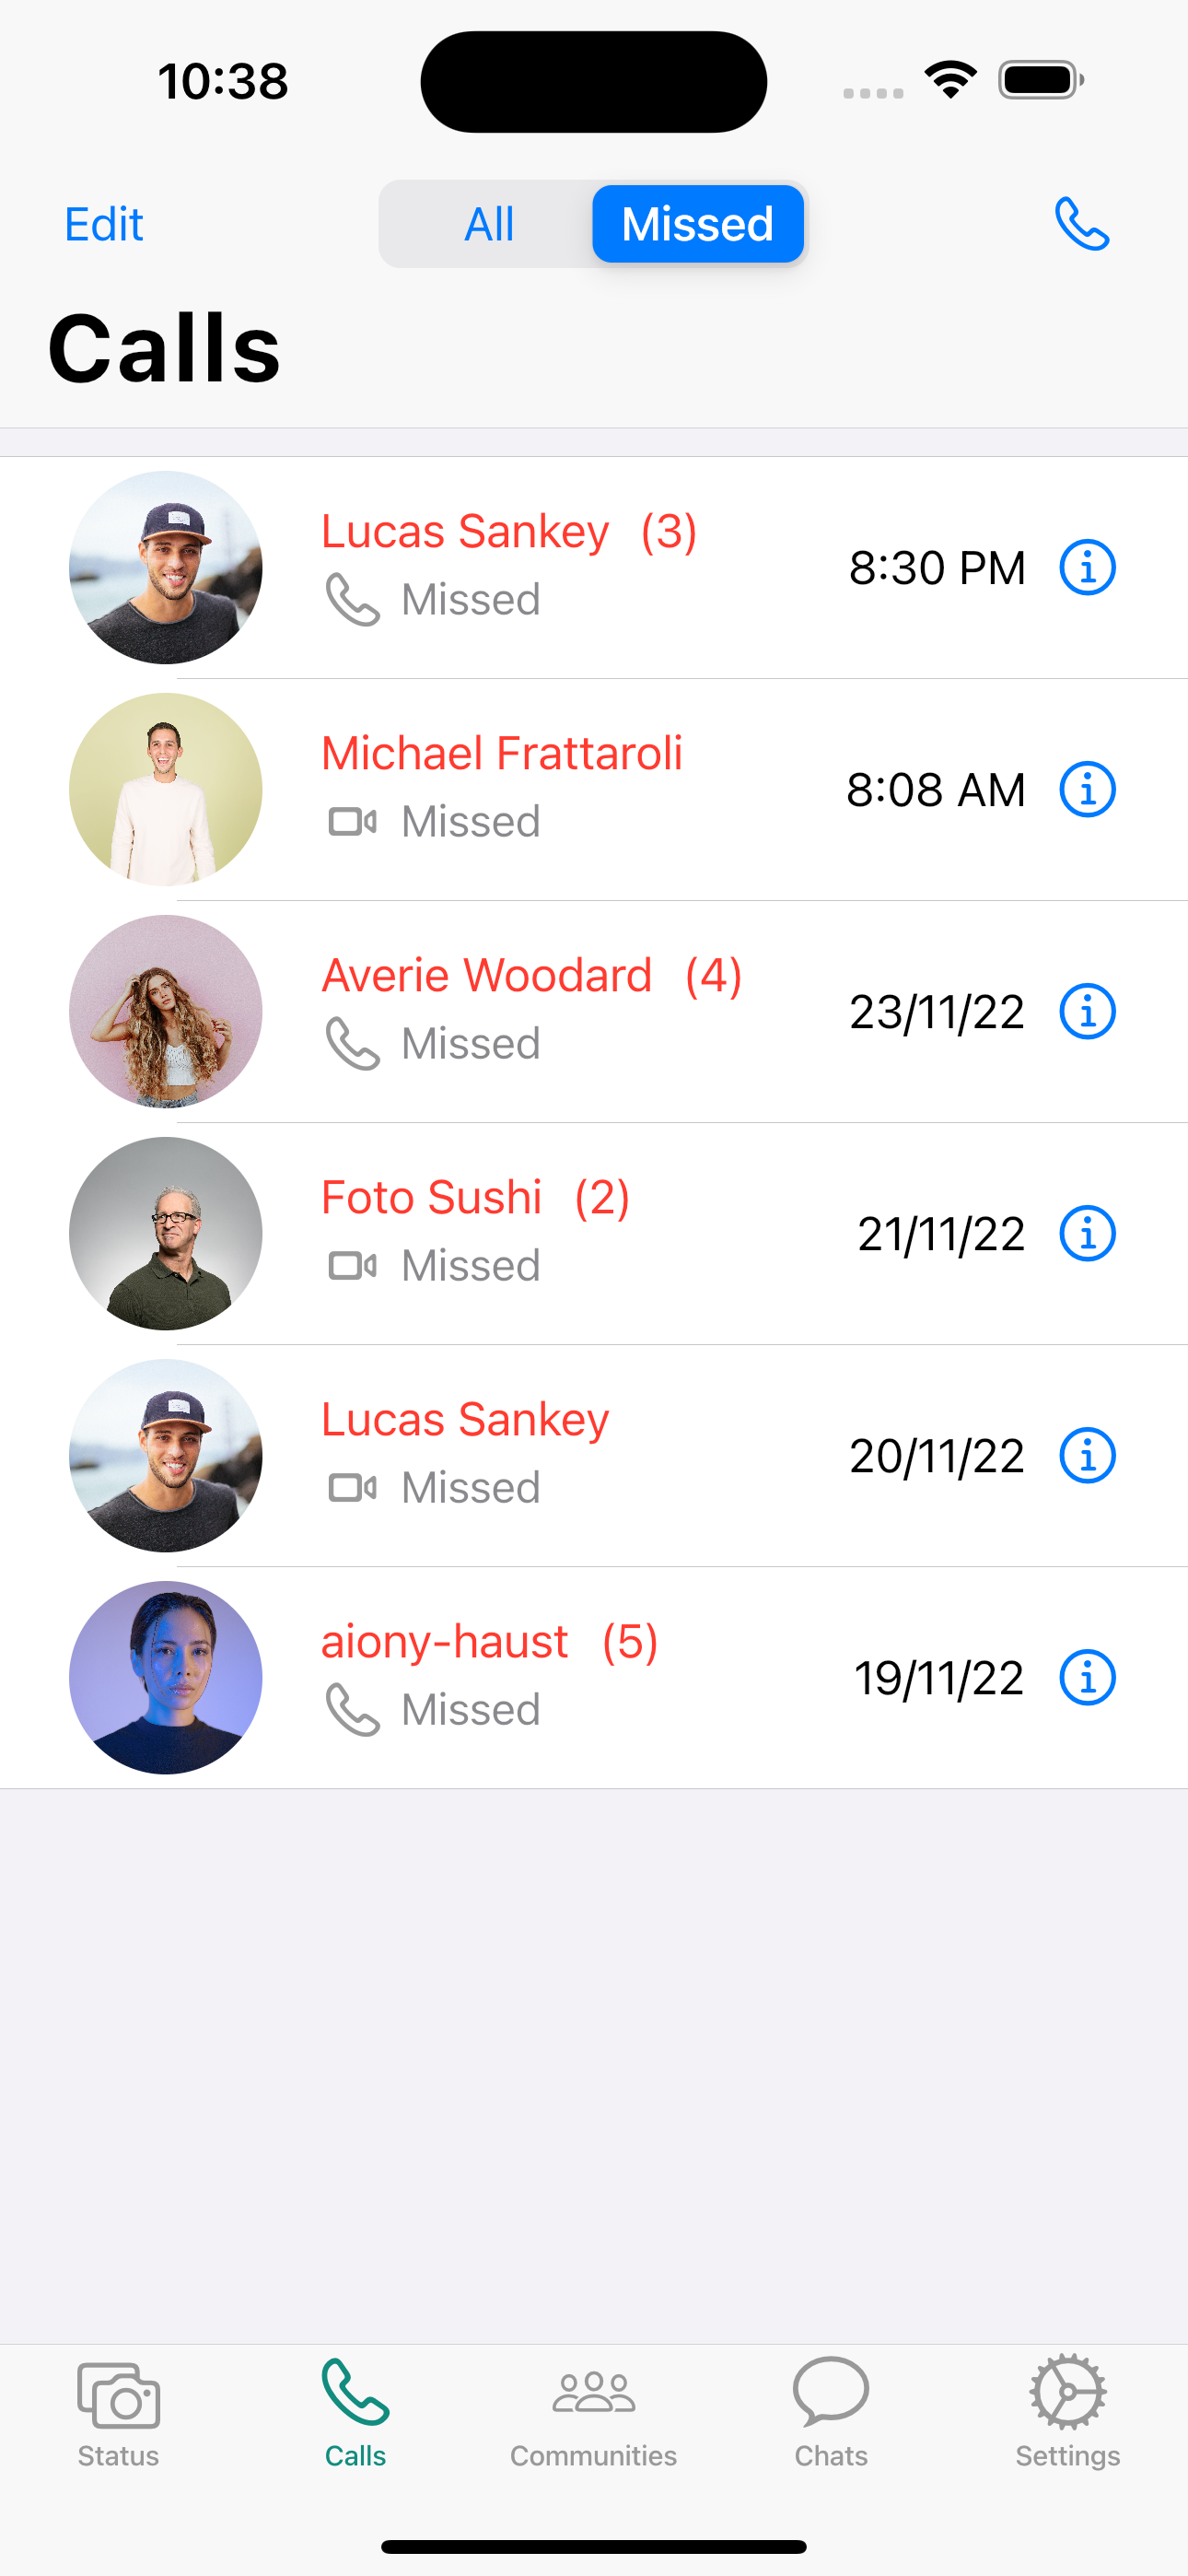 10:38
Edit
All
Missed
Calls
Lucas Sankey (3)
Missed
8:30 PM
Michael Frattaroli
Missed
8:08 AM
Averie Woodard (4)
Missed
23/11/22
Foto Sushi (2)
Missed
21/11/22
Lucas Sankey
Missed
20/11/22
aiony-haust (5)
Missed
19/11/22
Status
Calls
Communities
Chats
Settings